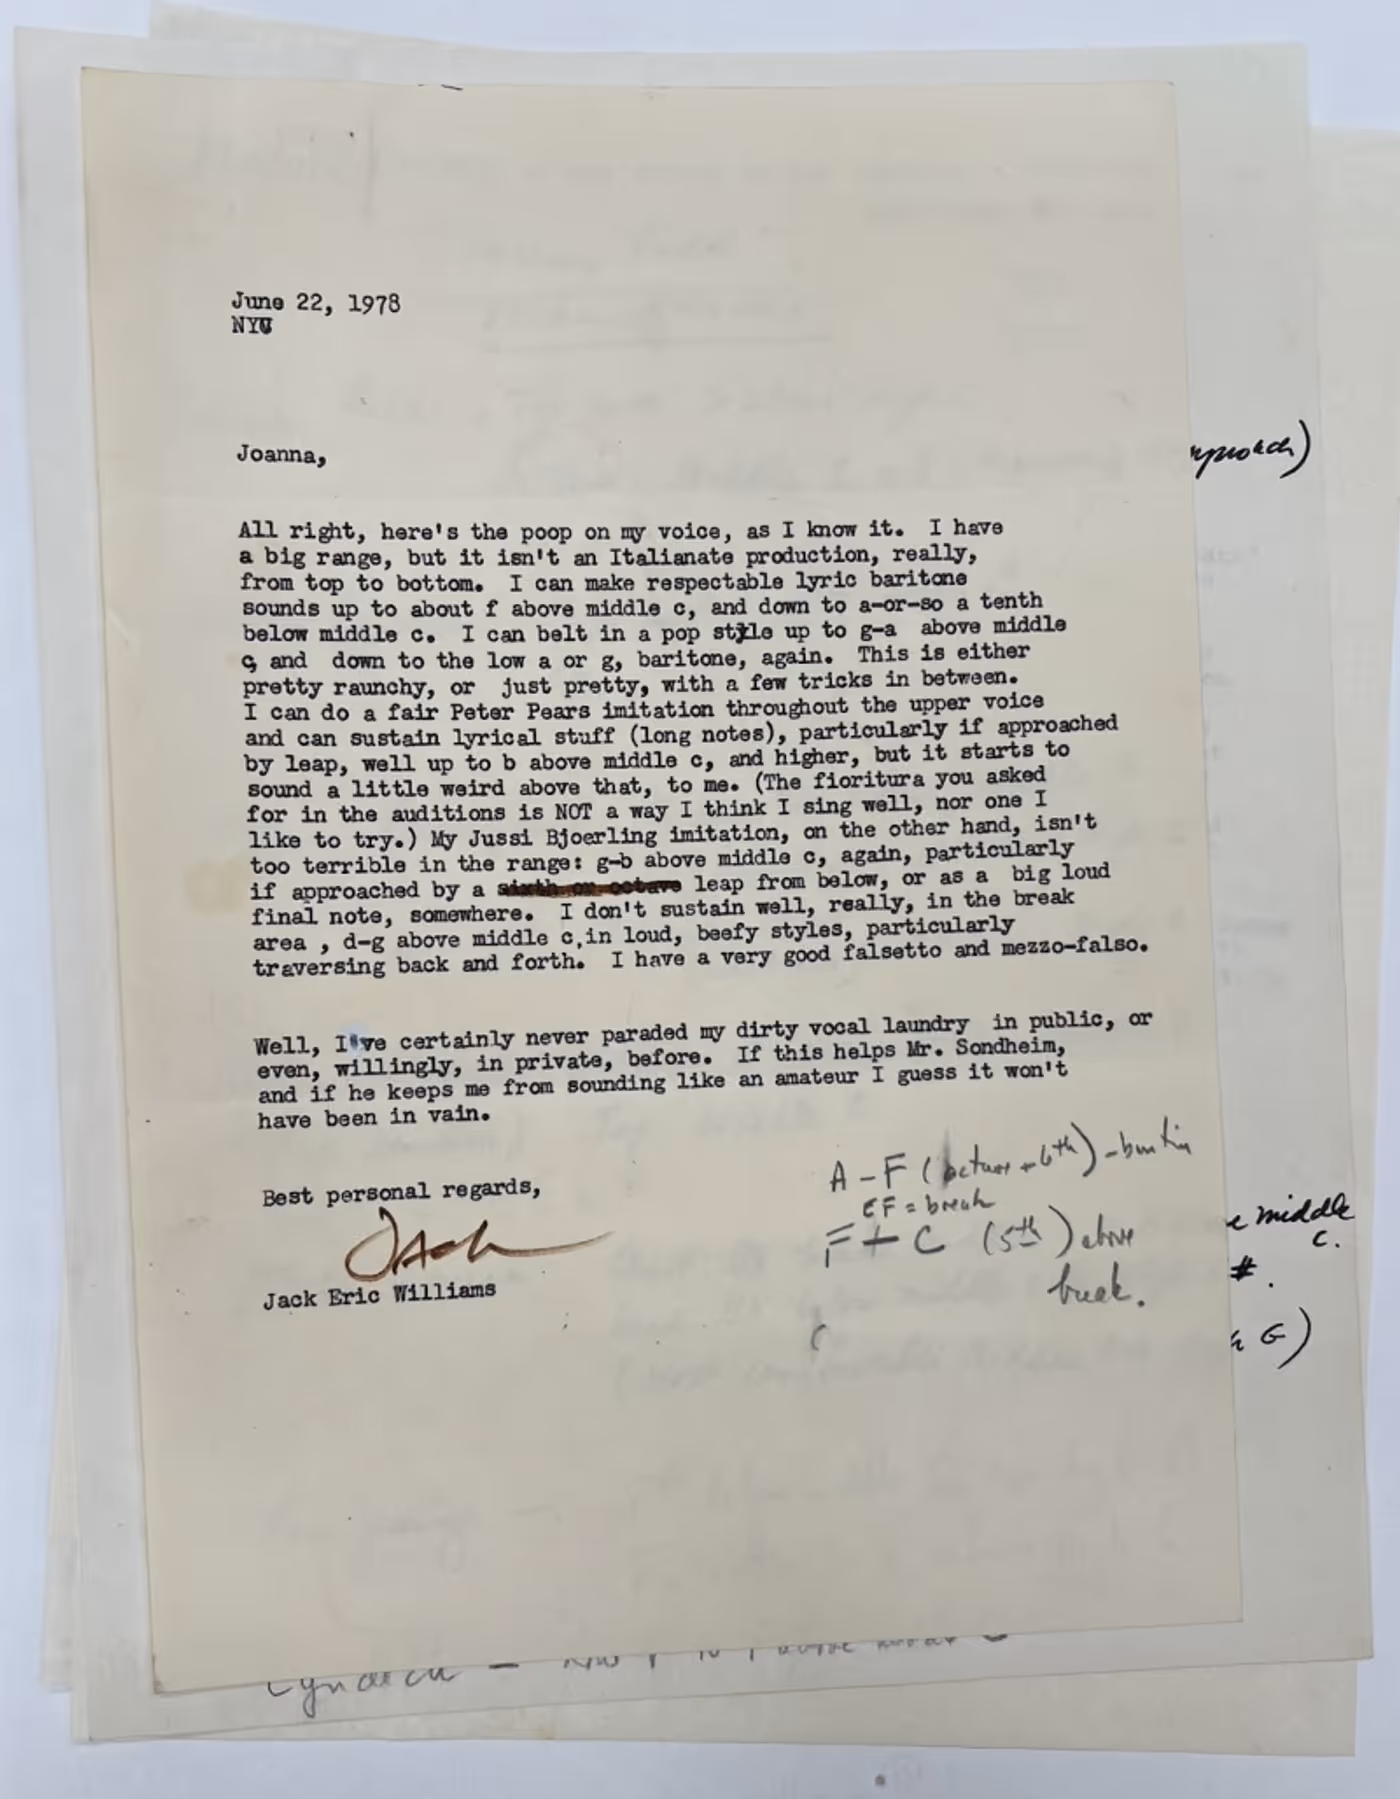 June 22, 1978
NYC
Joanna,
All right, here's the poop on my voice, as I know it. I have
a big range, but it isn't an Italianate production, really,
from top to bottom. I can make respectable lyric baritone
sounds up to about f above middle c, and down to a-or-so a tenth
below middle c. I can belt in a pop style up to g-a above middle
c, and down to the low a or g, baritone, again. This is either
pretty raunchy, or just pretty, with a few tricks in between.
I can do a fair Peter Pears imitation throughout the upper voice
and can sustain lyrical stuff (long notes), particularly if approached
by leap, well up to b above middle c, and higher, but it starts to
sound a little weird above that, to me. (The fioritura you asked
for in the auditions is NOT a way I think I sing well, nor one I
like to try.) My Jussi Bjoerling imitation, on the other hand, isn't
too terrible in the range: g-b above middle c, again, particularly
if approached by a sixth or octave leap from below, or as a big loud
final note, somewhere. I don't sustain well, really, in the break
area , d-g above middle c,in loud, beefy styles, particularly
traversing back and forth. I have a very good falsetto and mezzo-falso.
Well, I've certainly never paraded my dirty vocal laundry in public, or
even, willingly, in private, before. If this helps Mr. Sondheim,
and if he keeps me from sounding like an amateur I guess it won't
have been in vain.
Best personal regards,
Jack
Jack Eric Williams
A - F (octave + 6th)
EF = break
F + C (5th) above
break.
middle
c.
#.
G)